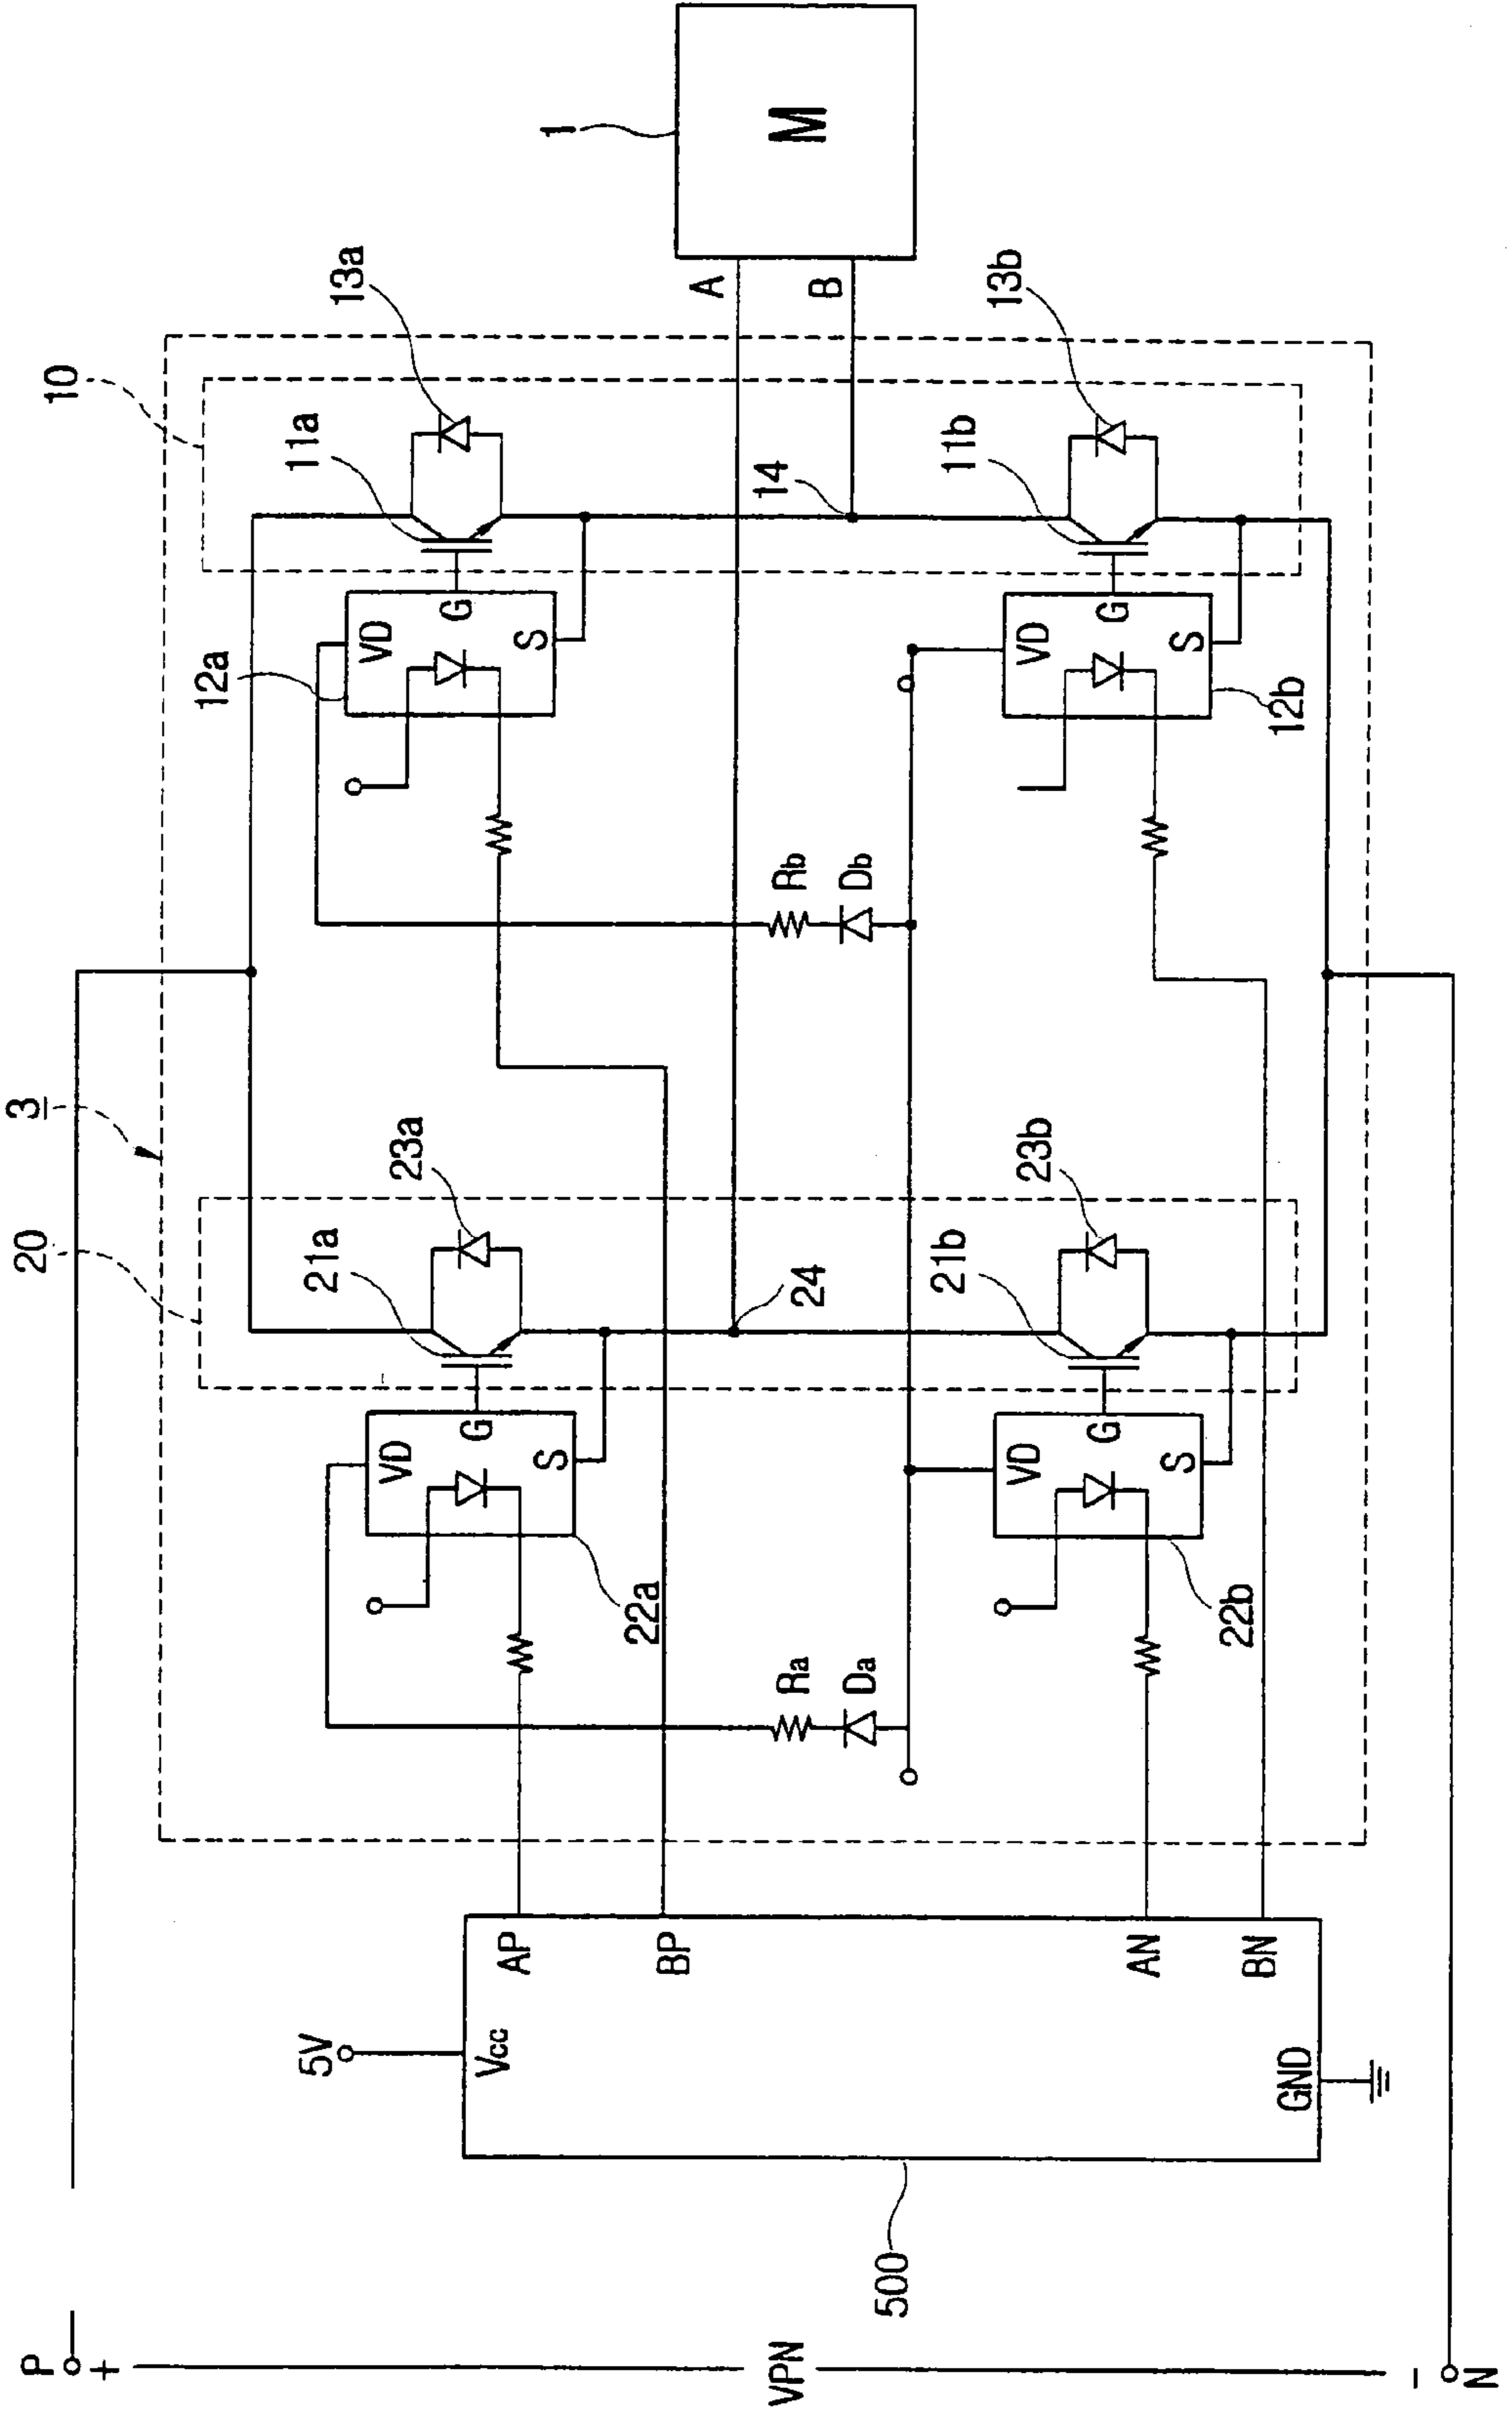 P
+
3
20
10
12a
5V
21a
11a
13a
VD
23a
VD
G
G
Vcc
AP
S
S
1
22a
BP
A
VPN
Ra
24
Rb
14
M
B
Da
Db
500
21b
11b
VD
23b
VD
13b
G
G
AN
S
S
22b
BN
12b
GND
−
N